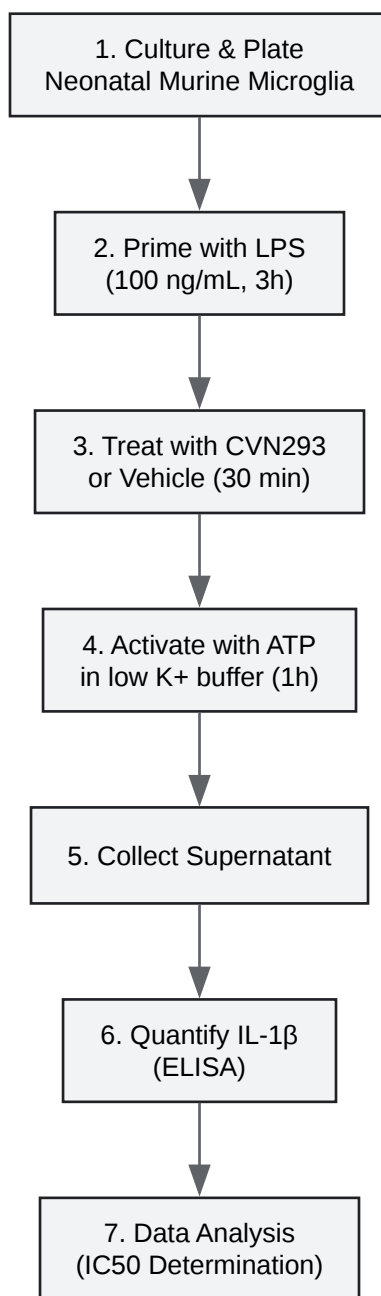 1. Culture & Plate
Neonatal Murine Microglia
2. Prime with LPS
(100 ng/mL, 3h)
3. Treat with CVN293
or Vehicle (30 min)
4. Activate with ATP
in low K+ buffer (1h)
5. Collect Supernatant
6. Quantify IL-1β
(ELISA)
7. Data Analysis
(IC50 Determination)